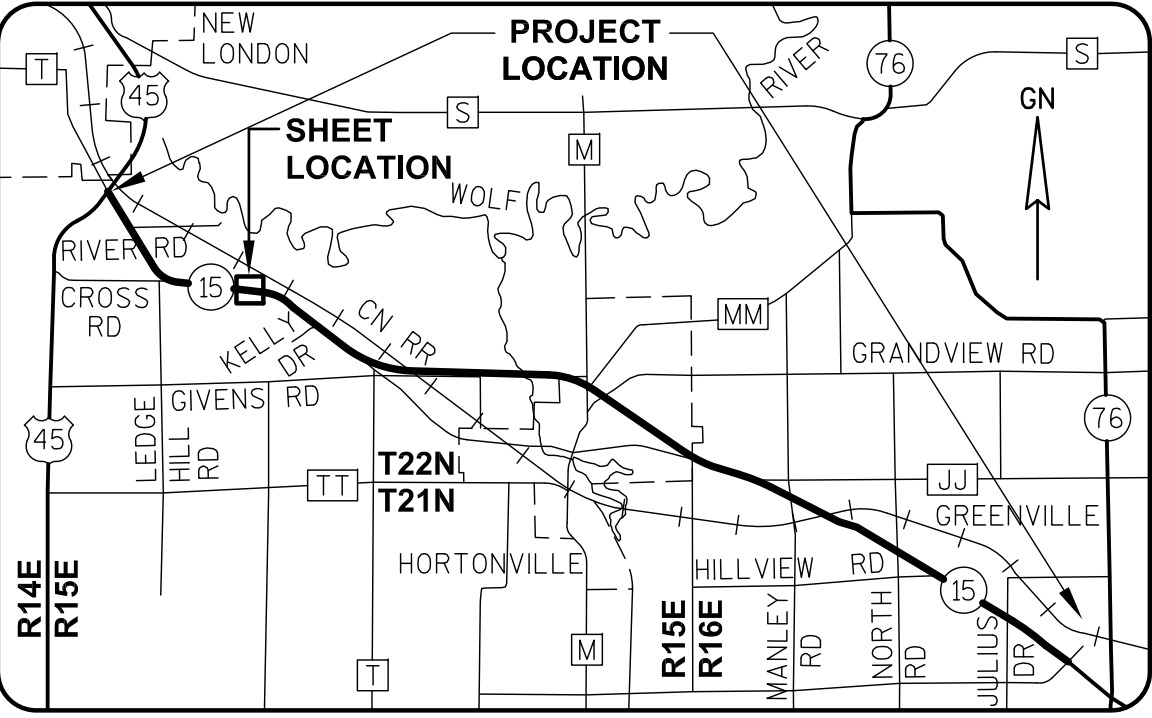 NEW
LONDON
PROJECT
LOCATION
RIVER
76
S
T
45
S
GN
SHEET
LOCATION
M
WOLF
RIVER RD
15
CROSS
RD
KELLY
DR
CN RR
MM
GRANDVIEW RD
GIVENS RD
45
LEDGE
HILL
RD
76
T22N
T21N
TT
JJ
GREENVILLE
HORTONVILLE
HILLVIEW RD
15
R14E
R15E
R15E
R16E
MANLEY
RD
NORTH
RD
JULIUS
DR
T
M